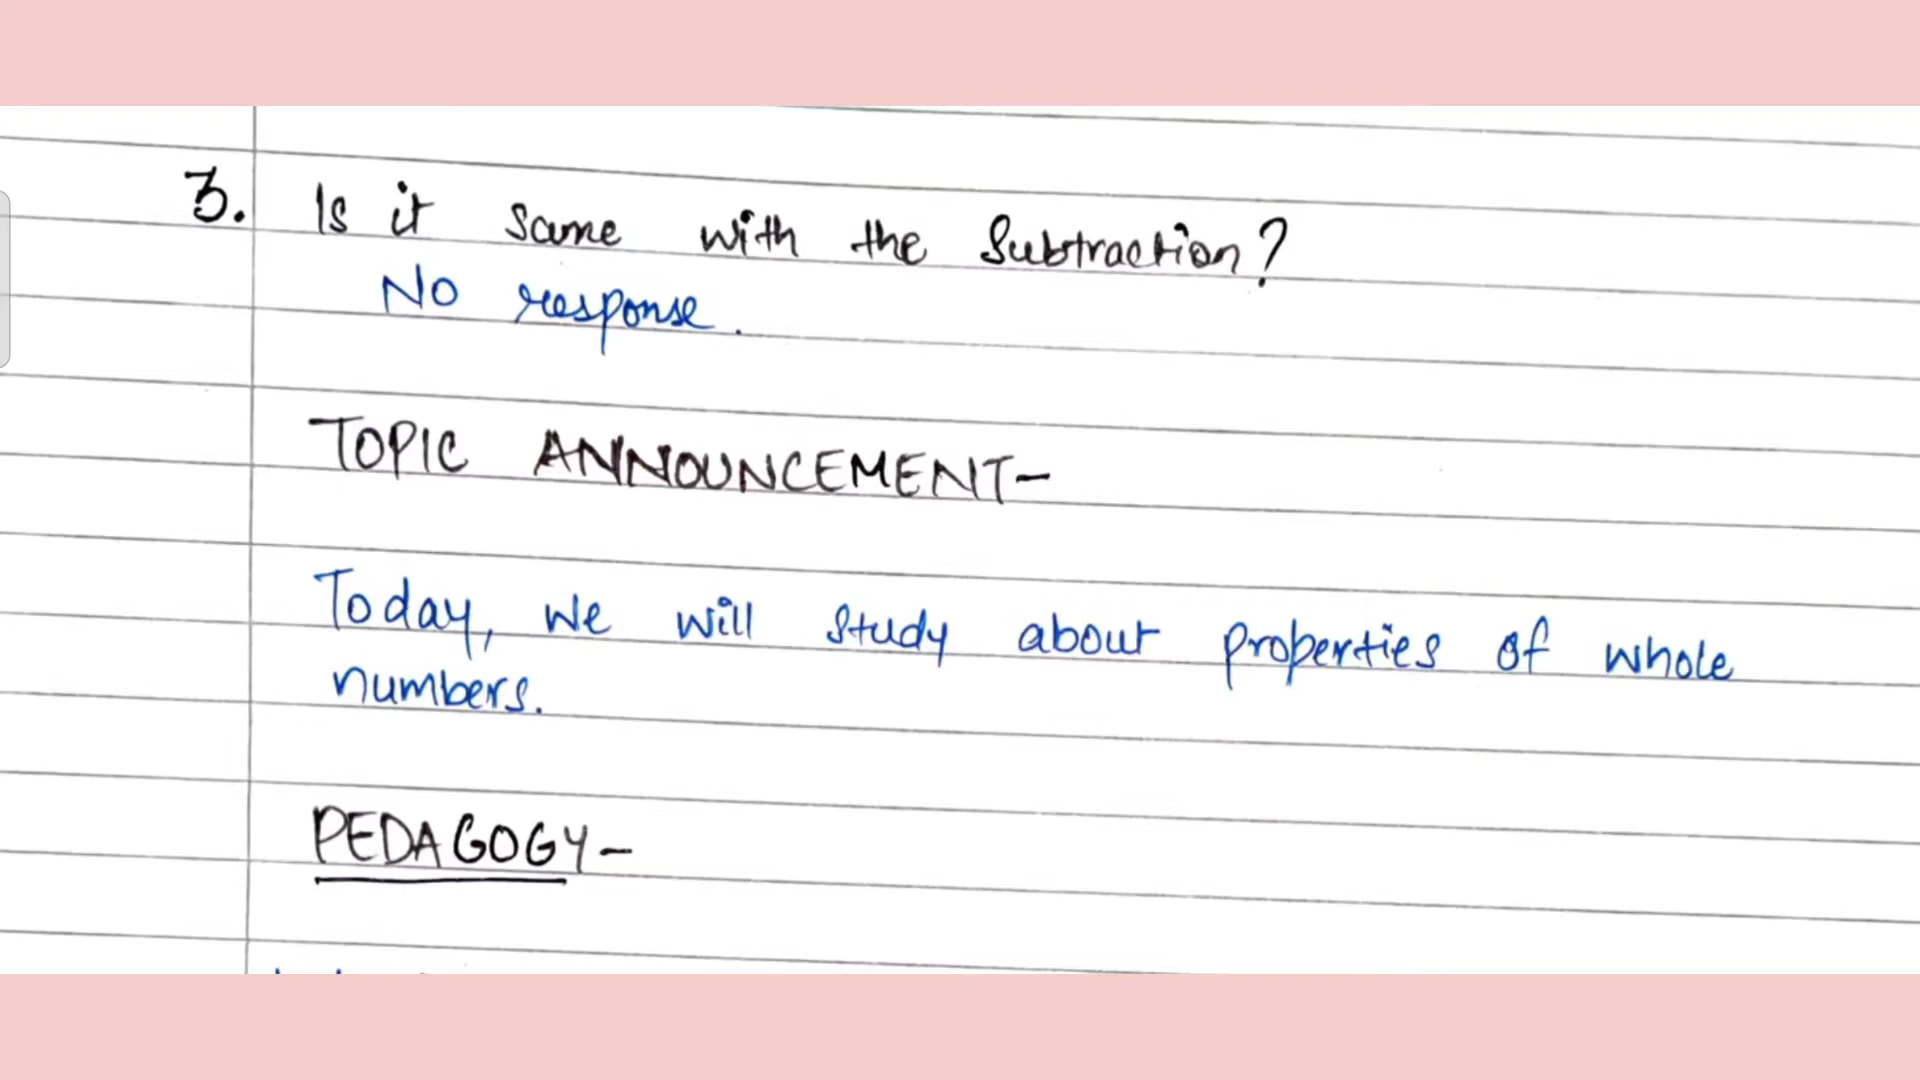 3. Is it same with the Subtraction?
No response.
TOPIC ANNOUNCEMENT-
Today, we will study about properties of whole
numbers.
PEDAGOGY-